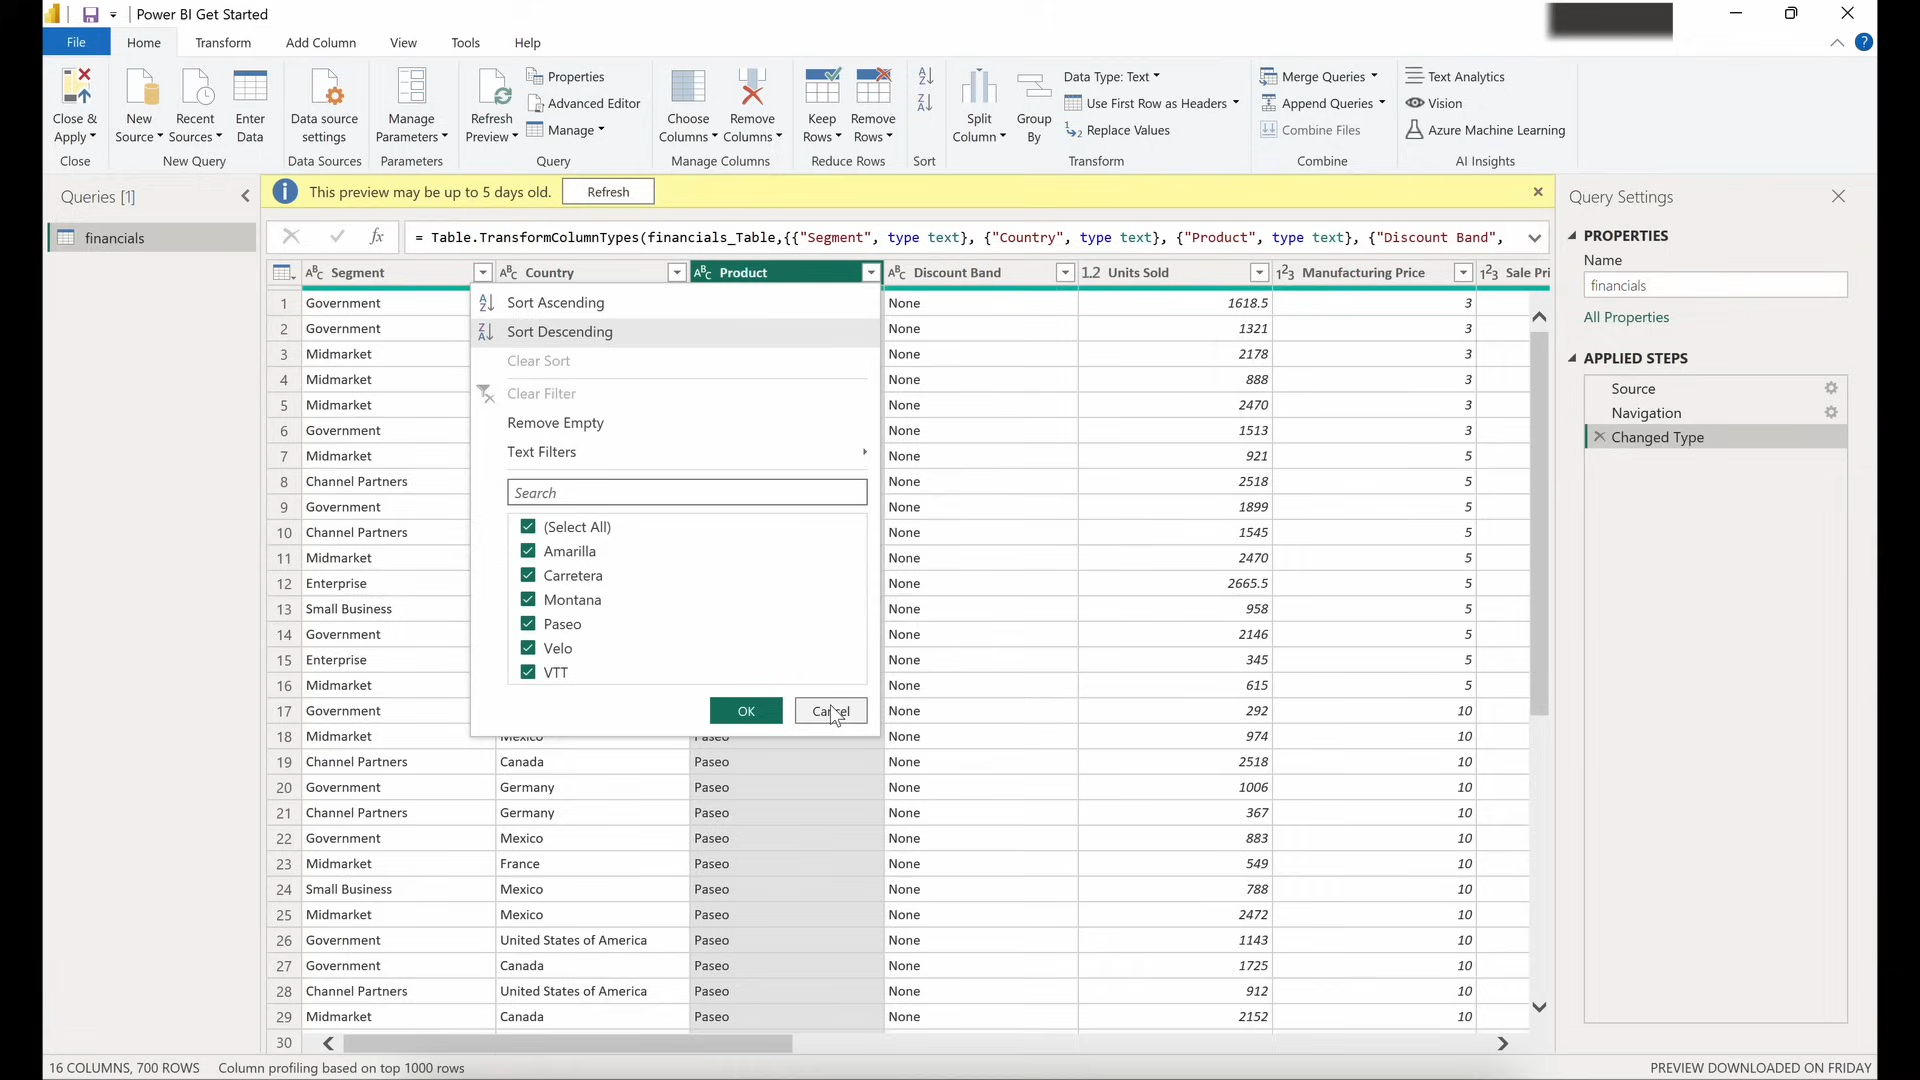 Power BI Get Started
File Home Transform Add Column View Tools Help
Close & Apply
Close
New Source
Recent Sources
Enter Data
New Query
Data source settings
Data Sources
Manage Parameters
Parameters
Refresh Preview
Properties
Advanced Editor
Manage
Query
Choose Columns
Remove Columns
Manage Columns
Keep Rows
Remove Rows
Reduce Rows
Sort
Split Column
Group By
Data Type: Text
Use First Row as Headers
Replace Values
Transform
Merge Queries
Append Queries
Combine Files
Combine
Text Analytics
Vision
Azure Machine Learning
AI Insights
Queries [1]
financials
This preview may be up to 5 days old. Refresh
fx = Table.TransformColumnTypes(financials_Table,{{"Segment", type text}, {"Country", type text}, {"Product", type text}, {"Discount Band",
ABC Segment ABC Country ABC Product ABC Discount Band 1.2 Units Sold 123 Manufacturing Price 123 Sale Pri
1 Government None 1618.5 3
2 Government None 1321 3
3 Midmarket None 2178 3
4 Midmarket None 888 3
5 Midmarket None 2470 3
6 Government None 1513 3
7 Midmarket None 921 5
8 Channel Partners None 2518 5
9 Government None 1899 5
10 Channel Partners None 1545 5
11 Midmarket None 2470 5
12 Enterprise None 2665.5 5
13 Small Business None 958 5
14 Government None 2146 5
15 Enterprise None 345 5
16 Midmarket None 615 5
17 Government None 292 10
18 Midmarket Mexico Paseo None 974 10
19 Channel Partners Canada Paseo None 2518 10
20 Government Germany Paseo None 1006 10
21 Channel Partners Germany Paseo None 367 10
22 Government Mexico Paseo None 883 10
23 Midmarket France Paseo None 549 10
24 Small Business Mexico Paseo None 788 10
25 Midmarket Mexico Paseo None 2472 10
26 Government United States of America Paseo None 1143 10
27 Government Canada Paseo None 1725 10
28 Channel Partners United States of America Paseo None 912 10
29 Midmarket Canada Paseo None 2152 10
30
Sort Ascending
Sort Descending
Clear Sort
Clear Filter
Remove Empty
Text Filters
Search
(Select All)
Amarilla
Carretera
Montana
Paseo
Velo
VTT
OK Cancel
Query Settings
PROPERTIES
Name
financials
All Properties
APPLIED STEPS
Source
Navigation
Changed Type
16 COLUMNS, 700 ROWS Column profiling based on top 1000 rows PREVIEW DOWNLOADED ON FRIDAY